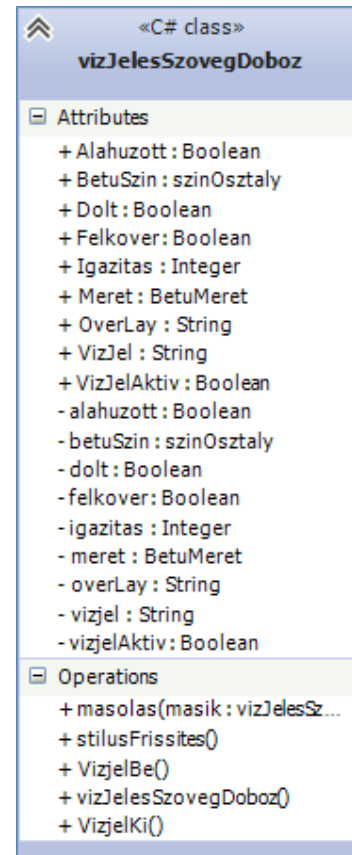 «C# class»
vizJelesSzovegDoboz
Attributes
+ Alahuzott : Boolean
+ BetuSzin : szinOsztaly
+ Dolt : Boolean
+ Felkover : Boolean
+ Igazitas : Integer
+ Meret : BetuMeret
+ OverLay : String
+ VizJel : String
+ VizJelAktiv : Boolean
- alahuzott : Boolean
- betuSzin : szinOsztaly
- dolt : Boolean
- felkover : Boolean
- igazitas : Integer
- meret : BetuMeret
- overLay : String
- vizjel : String
- vizjelAktiv : Boolean
Operations
+ masolas(masik : vizJelesSz...
+ stilusFrissites()
+ VizjelBe()
+ vizJelesSzovegDoboz()
+ VizjelKi()